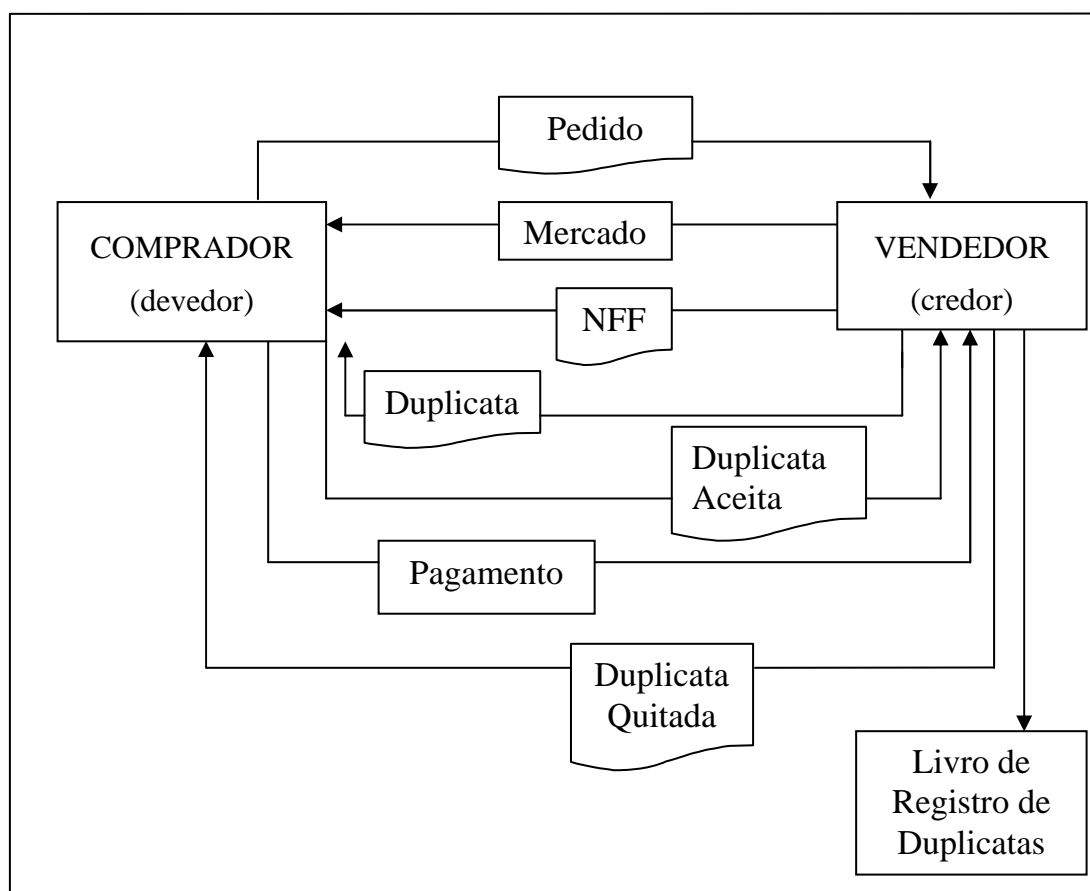 Pedido
COMPRADOR
(devedor)
Mercado
VENDEDOR
(credor)
NFF
Duplicata
Duplicata
Aceita
Pagamento
Duplicata
Quitada
Livro de
Registro de
Duplicatas